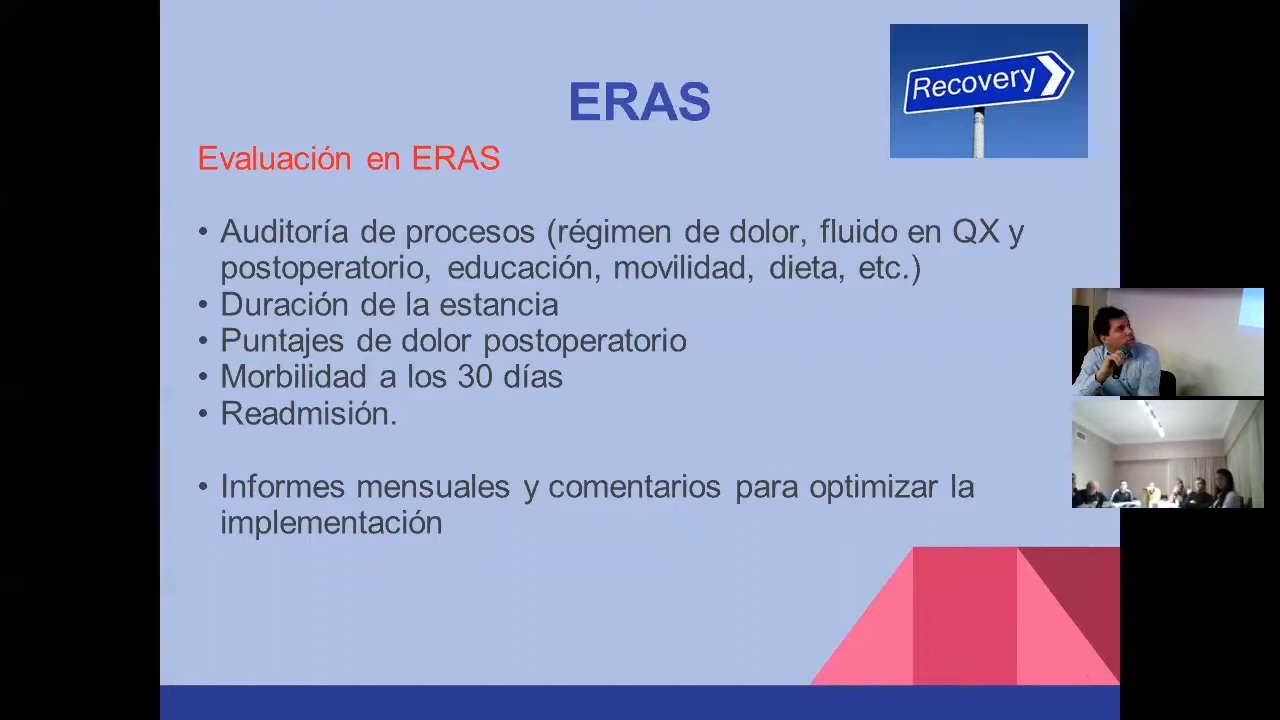 ERAS
Recovery
Evaluación en ERAS
• Auditoría de procesos (régimen de dolor, fluido en QX y
postoperatorio, educación, movilidad, dieta, etc.)
• Duración de la estancia
• Puntajes de dolor postoperatorio
• Morbilidad a los 30 días
• Readmisión.
• Informes mensuales y comentarios para optimizar la
implementación